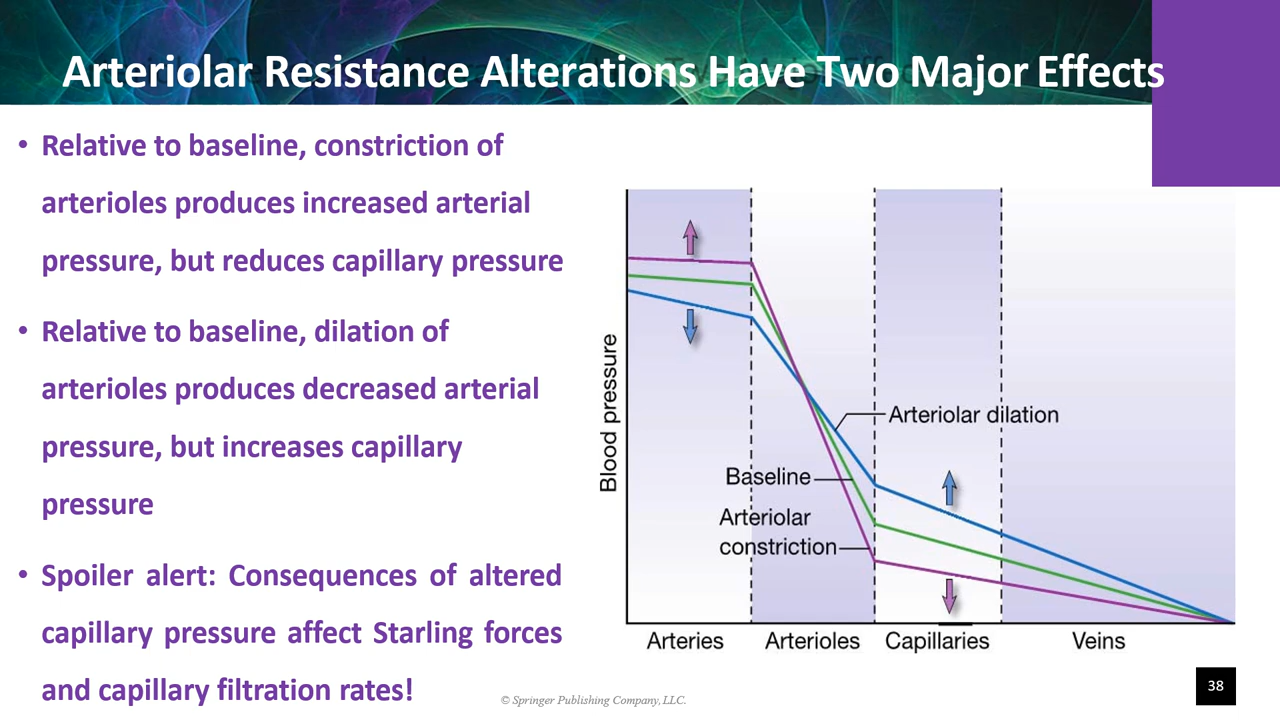 Arteriolar Resistance Alterations Have Two Major Effects
• Relative to baseline, constriction of
arterioles produces increased arterial
pressure, but reduces capillary pressure
• Relative to baseline, dilation of
arterioles produces decreased arterial
pressure, but increases capillary
pressure
• Spoiler alert: Consequences of altered
capillary pressure affect Starling forces
and capillary filtration rates!
Blood pressure
Arteriolar dilation
Baseline
Arteriolar
constriction
Arteries
Arterioles
Capillaries
Veins
© Springer Publishing Company, LLC.
38